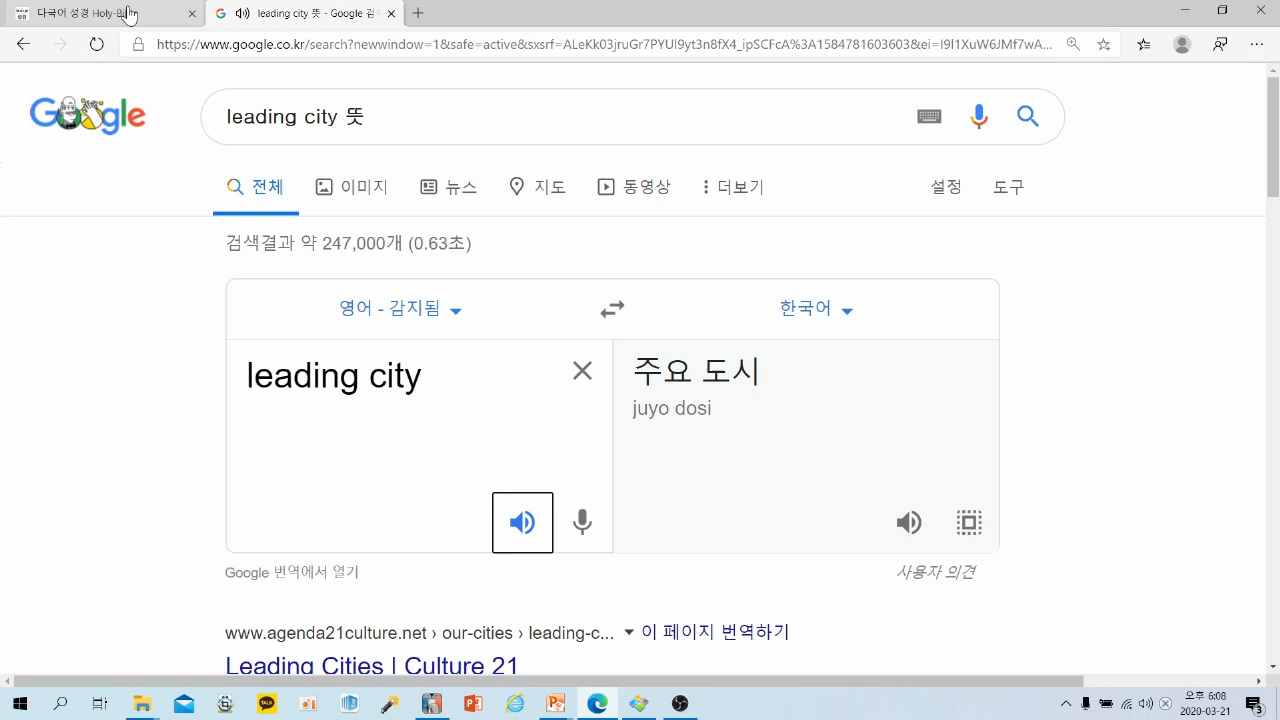 다국어 성경 Holy-Bi
leading city 뜻 - Google 검색
https://www.google.co.kr/search?newwindow=1&safe=active&sxsrf=ALeKk03jruGr7PYUl9yt3n8fX4_ipSCFcA%3A1584781603603&ei=I9l1XuW6JMf7wA...
Google
leading city 뜻
전체 이미지 뉴스 지도 동영상 더보기 설정 도구
검색결과 약 247,000개 (0.63초)
영어 - 감지됨 한국어
leading city
주요 도시
juyo dosi
Google 번역에서 열기 사용자 의견
www.agenda21culture.net › our-cities › leading-c... 이 페이지 번역하기
Leading Cities | Culture 21
TALK
오후 6:08
2020-03-21
3